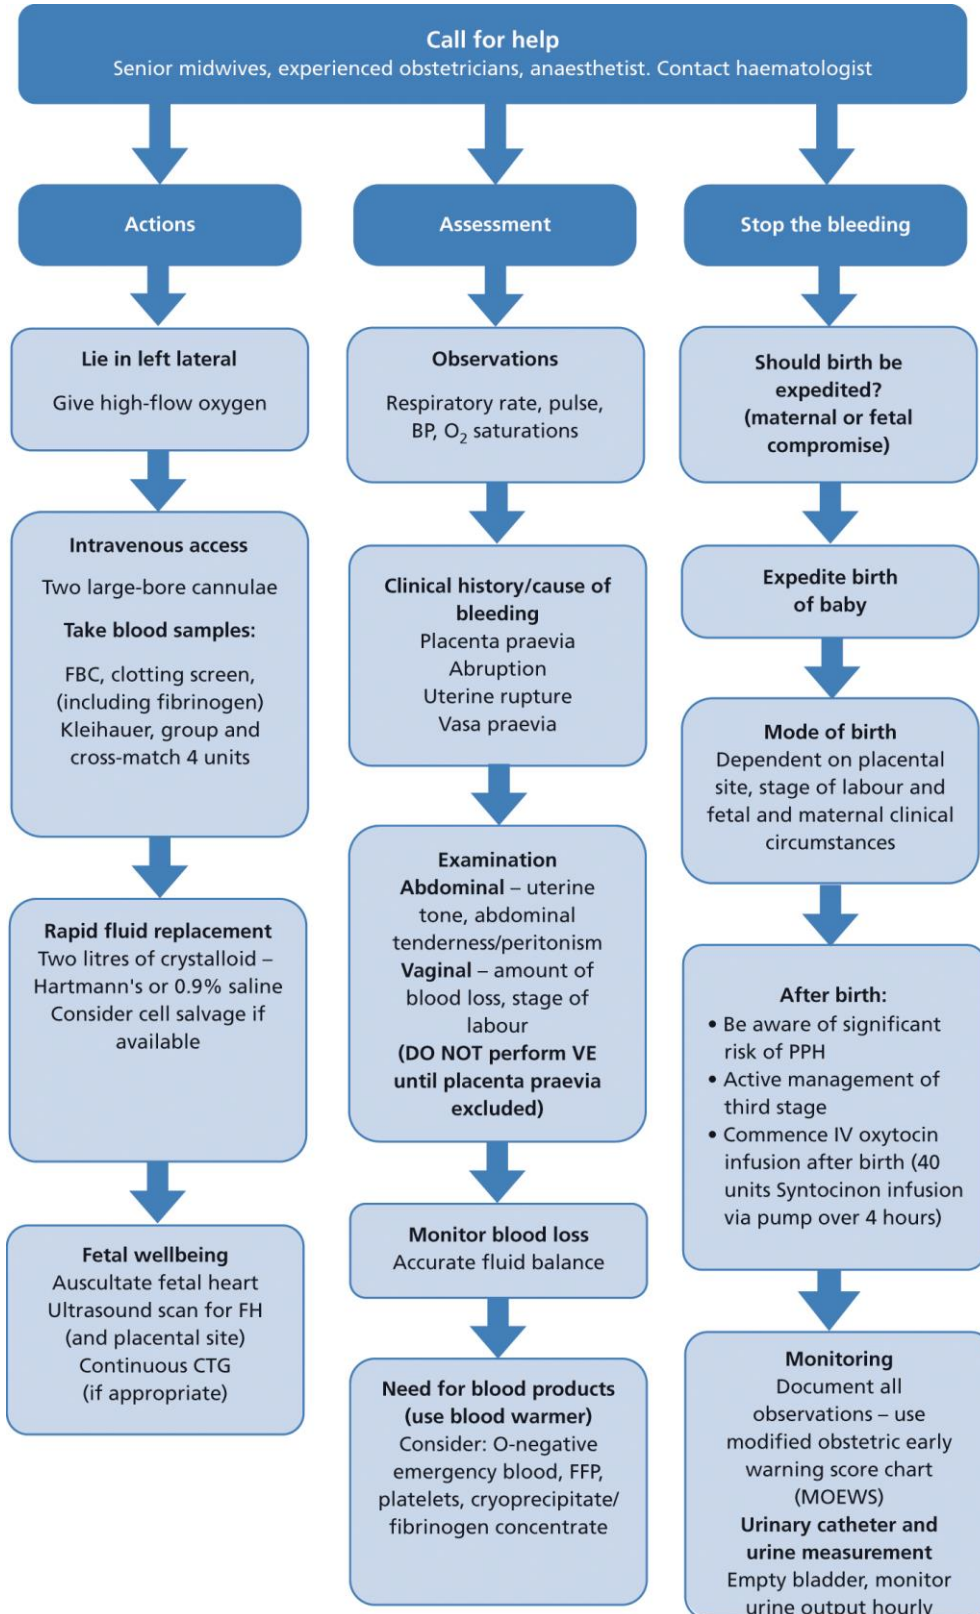 Call for help
Senior midwives, experienced obstetricians, anaesthetist. Contact haematologist
Actions
Lie in left lateral
Give high-flow oxygen
Intravenous access
Two large-bore cannulae
Take blood samples:
FBC, clotting screen,
(including fibrinogen)
Kleihauer, group and
cross-match 4 units
Rapid fluid replacement
Two litres of crystalloid –
Hartmann's or 0.9% saline
Consider cell salvage if
available
Fetal wellbeing
Auscultate fetal heart
Ultrasound scan for FH
(and placental site)
Continuous CTG
(if appropriate)
Assessment
Observations
Respiratory rate, pulse,
BP, O₂ saturations
Clinical history/cause of
bleeding
Placenta praevia
Abruption
Uterine rupture
Vasa praevia
Examination
Abdominal – uterine
tone, abdominal
tenderness/peritonism
Vaginal – amount of
blood loss, stage of
labour
(DO NOT perform VE
until placenta praevia
excluded)
Monitor blood loss
Accurate fluid balance
Need for blood products
(use blood warmer)
Consider: O-negative
emergency blood, FFP,
platelets, cryoprecipitate/
fibrinogen concentrate
Stop the bleeding
Should birth be
expedited?
(maternal or fetal
compromise)
Expedite birth
of baby
Mode of birth
Dependent on placental
site, stage of labour and
fetal and maternal clinical
circumstances
After birth:
• Be aware of significant
risk of PPH
• Active management of
third stage
• Commence IV oxytocin
infusion after birth (40
units Syntocinon infusion
via pump over 4 hours)
Monitoring
Document all
observations – use
modified obstetric early
warning score chart
(MOEWS)
Urinary catheter and
urine measurement
Empty bladder, monitor
urine output hourly